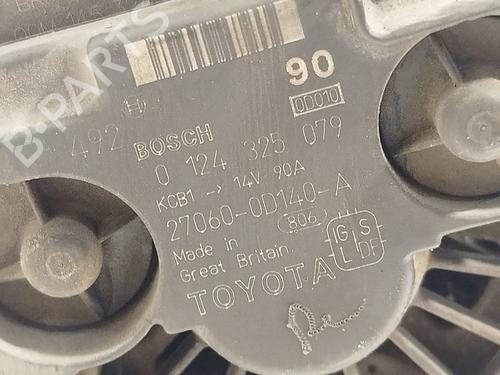 B-PARTS
90
0D010
492 BOSCH
0 124 325 079
KCB1 → 14V 90A
27060-0D140-A
806
Made in
Great Britain.
TOYOTA
G S
L DF